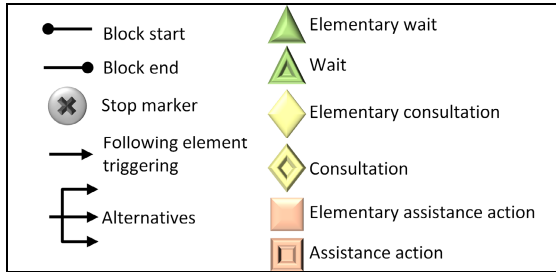 Block start
Block end
Stop marker
Following element
triggering
Alternatives
Elementary wait
Wait
Elementary consultation
Consultation
Elementary assistance action
Assistance action